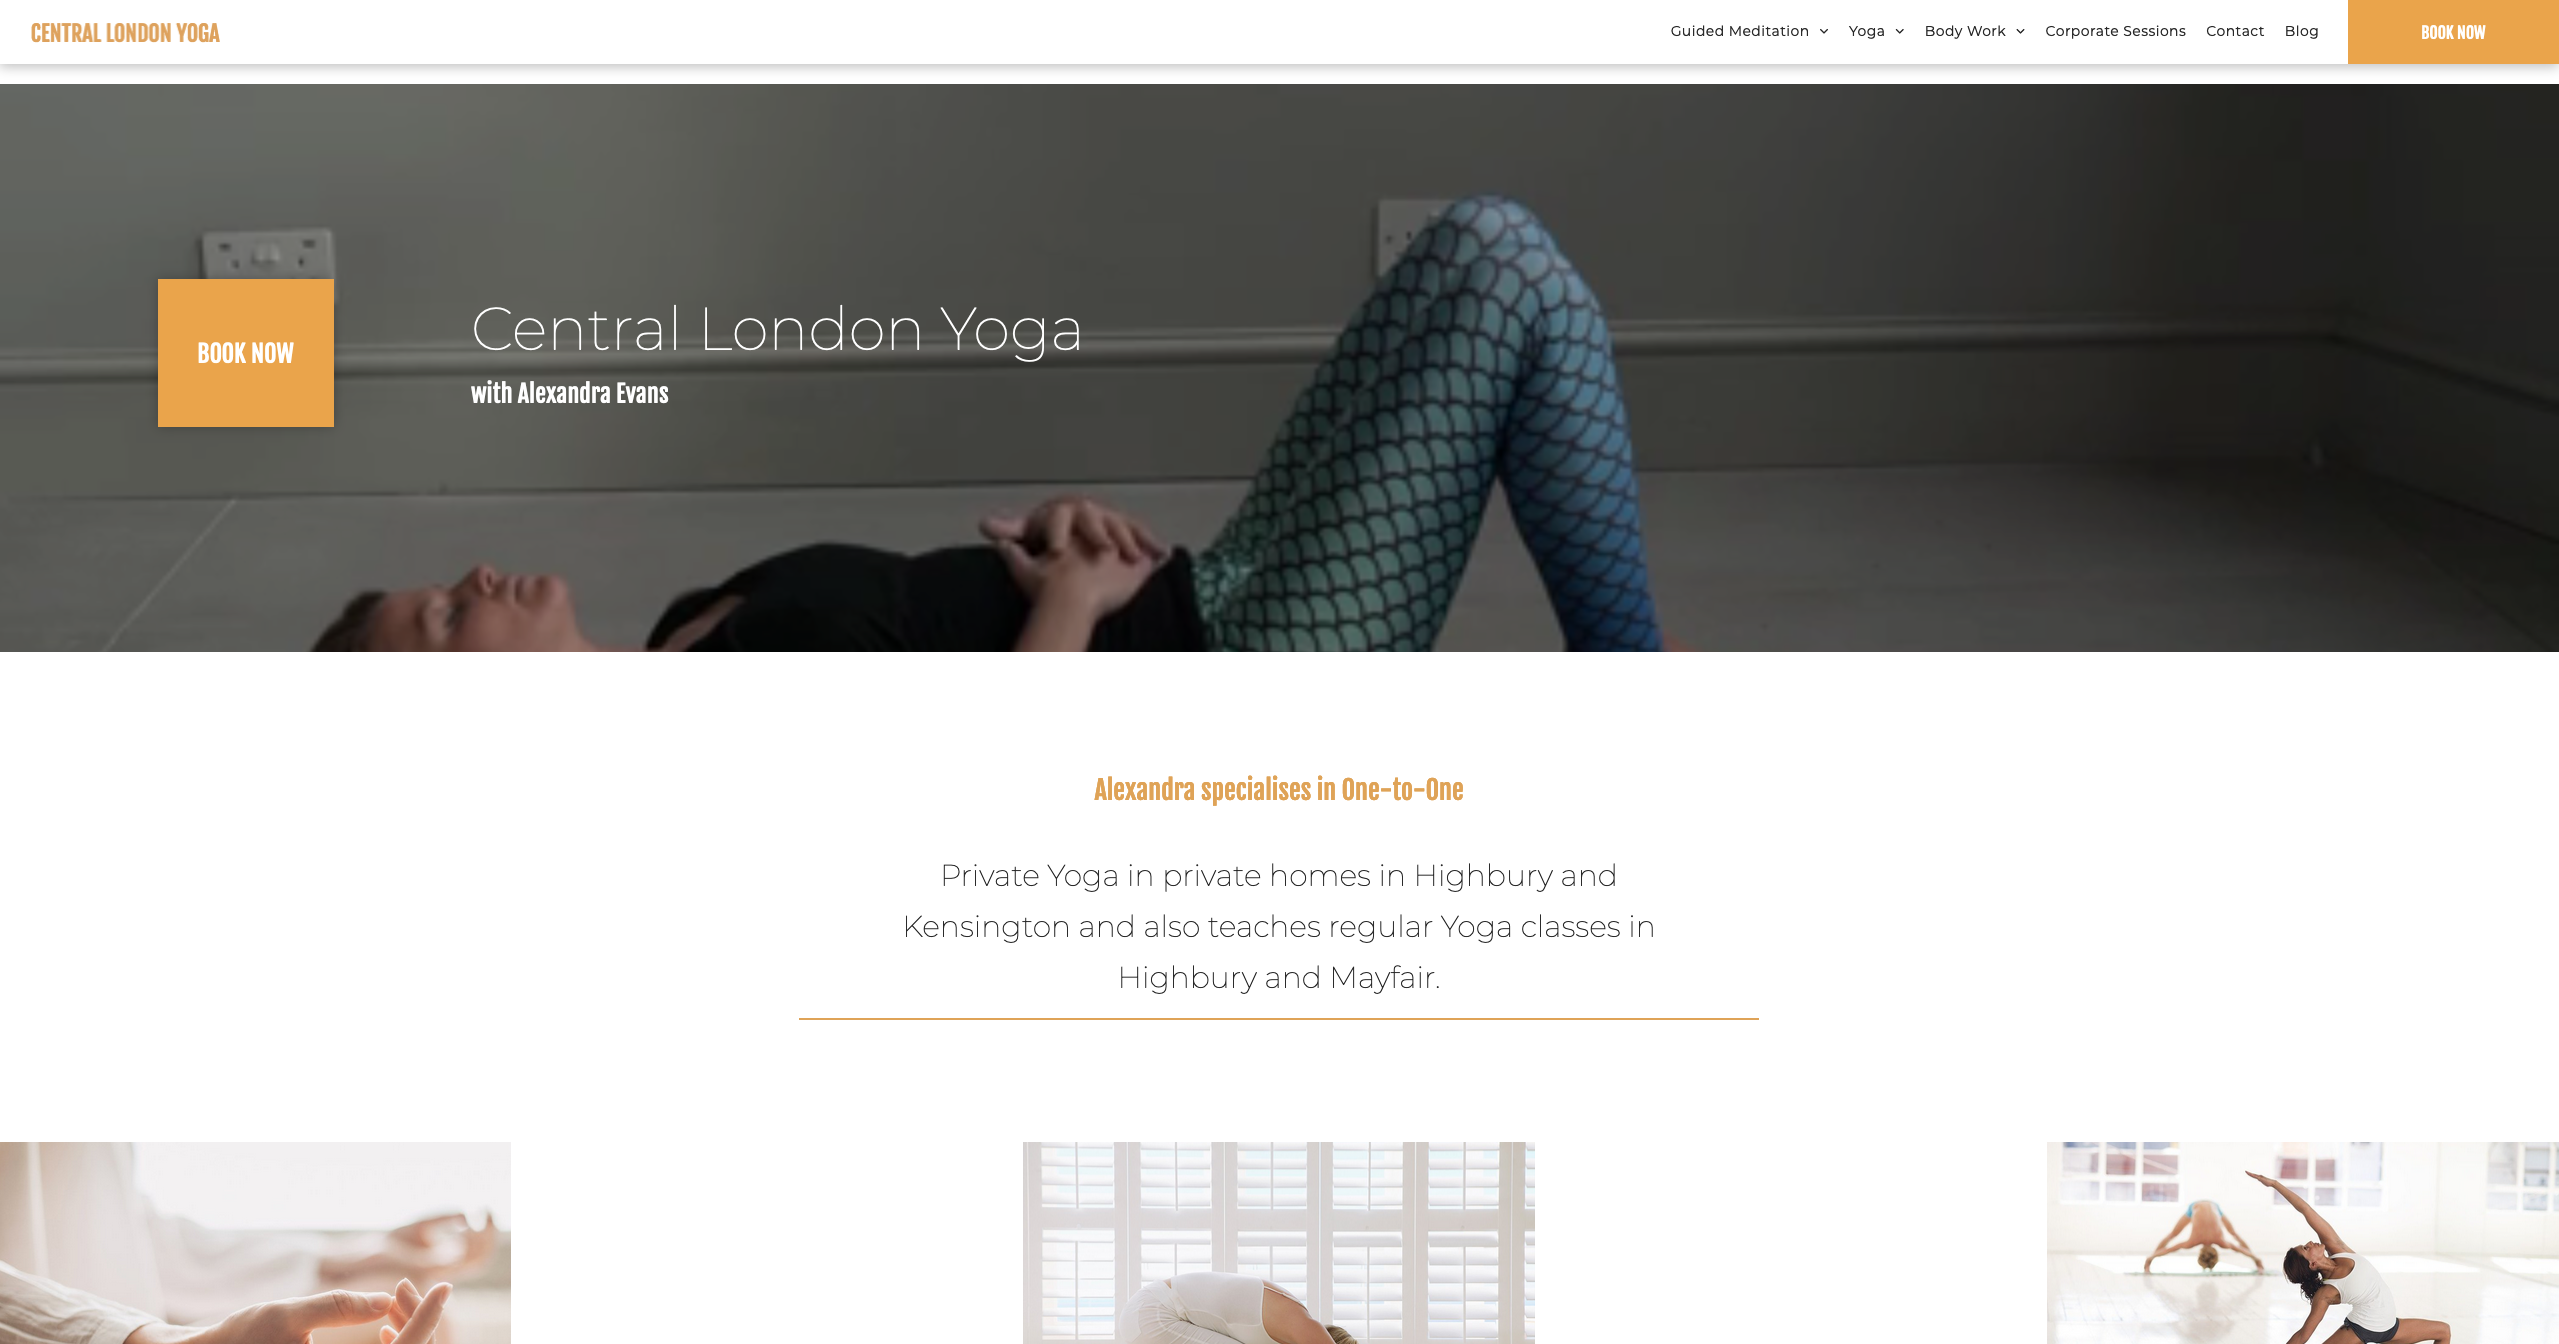 CENTRAL LONDON YOGA
Guided Meditation
Yoga
Body Work
Corporate Sessions
Contact
Blog
BOOK NOW
BOOK NOW
Central London Yoga
with Alexandra Evans
Alexandra specialises in One-to-One
Private Yoga in private homes in Highbury and
Kensington and also teaches regular Yoga classes in
Highbury and Mayfair.